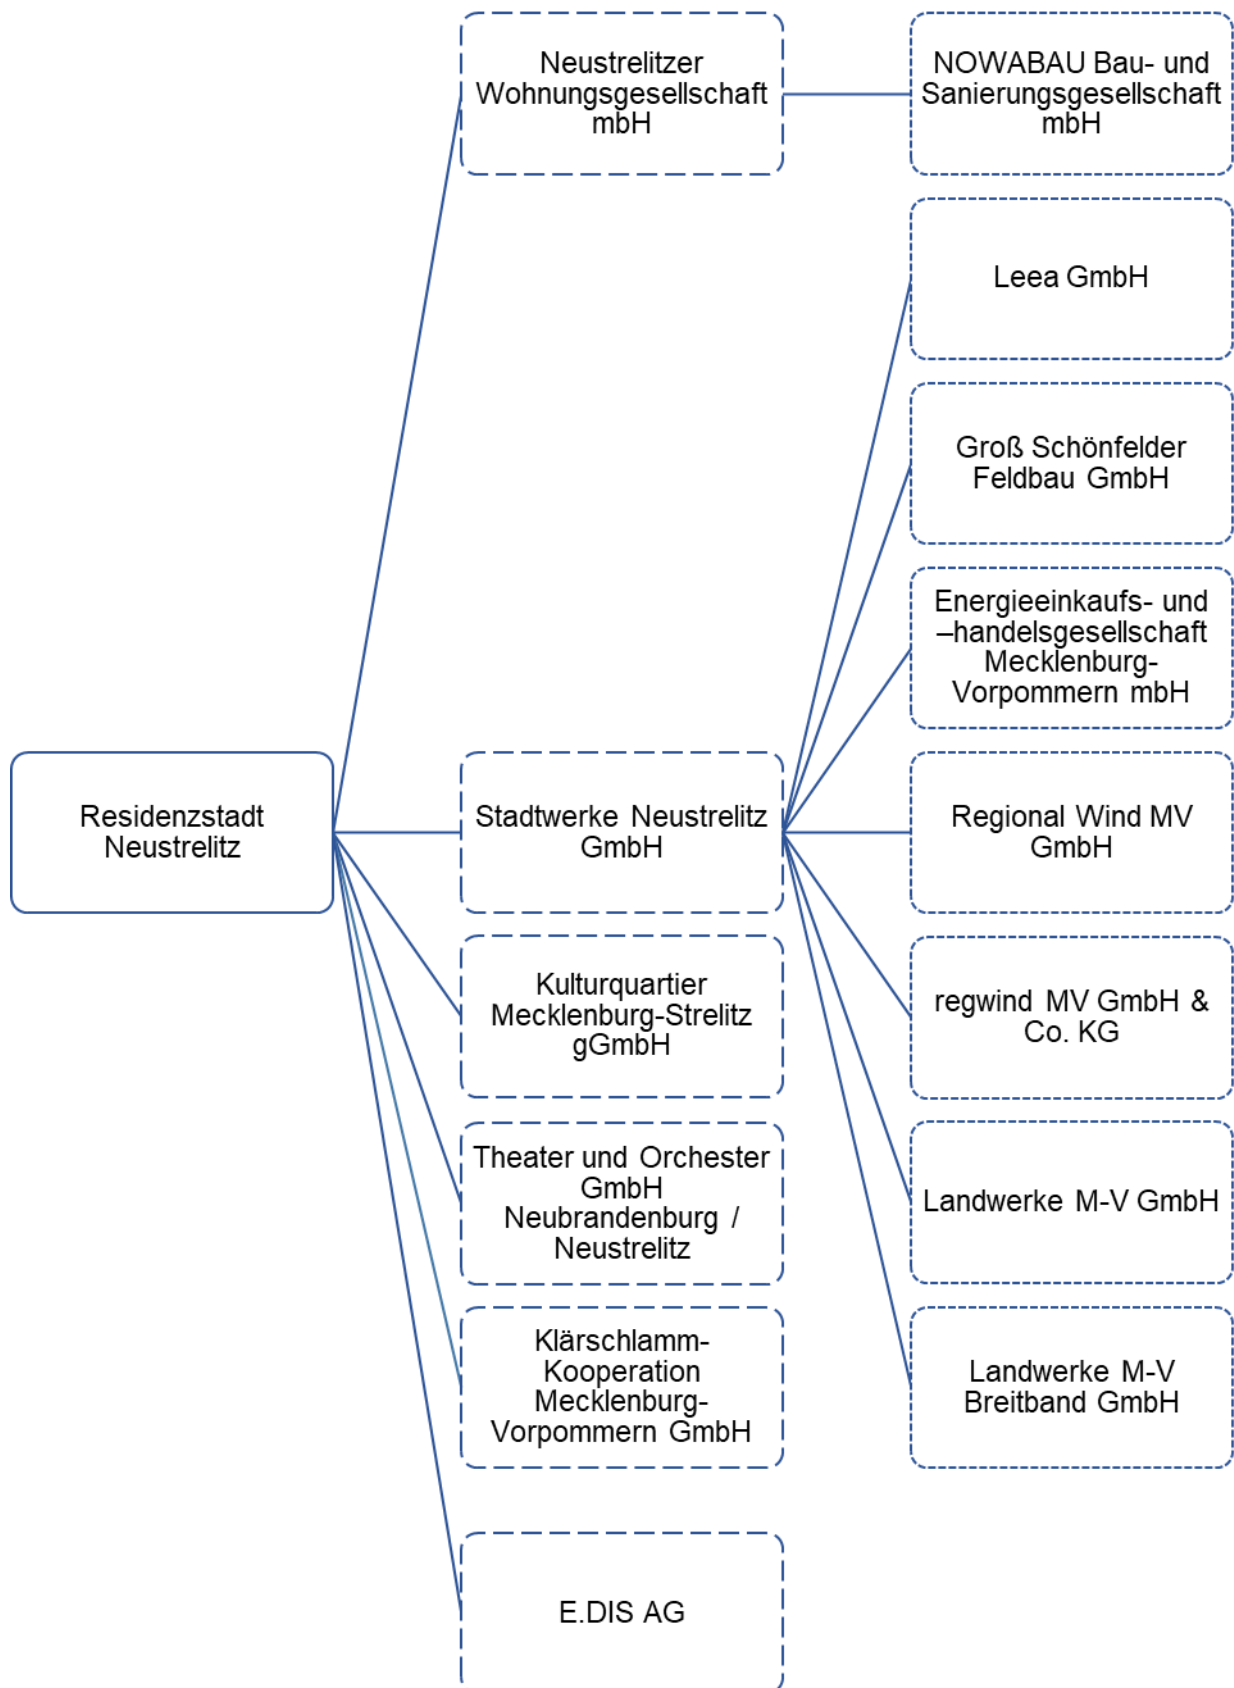 Neustrelitzer
Wohnungsgesellschaft
mbH
NOWABAU Bau- und
Sanierungsgesellschaft
mbH
Leea GmbH
Groß Schönfelder
Feldbau GmbH
Energieeinkaufs- und
–handelsgesellschaft
Mecklenburg-
Vorpommern mbH
Residenzstadt
Neustrelitz
Stadtwerke Neustrelitz
GmbH
Regional Wind MV
GmbH
Kulturquartier
Mecklenburg-Strelitz
gGmbH
regwind MV GmbH &
Co. KG
Theater und Orchester
GmbH
Neubrandenburg /
Neustrelitz
Landwerke M-V GmbH
Klärschlamm-
Kooperation
Mecklenburg-
Vorpommern GmbH
Landwerke M-V
Breitband GmbH
E.DIS AG